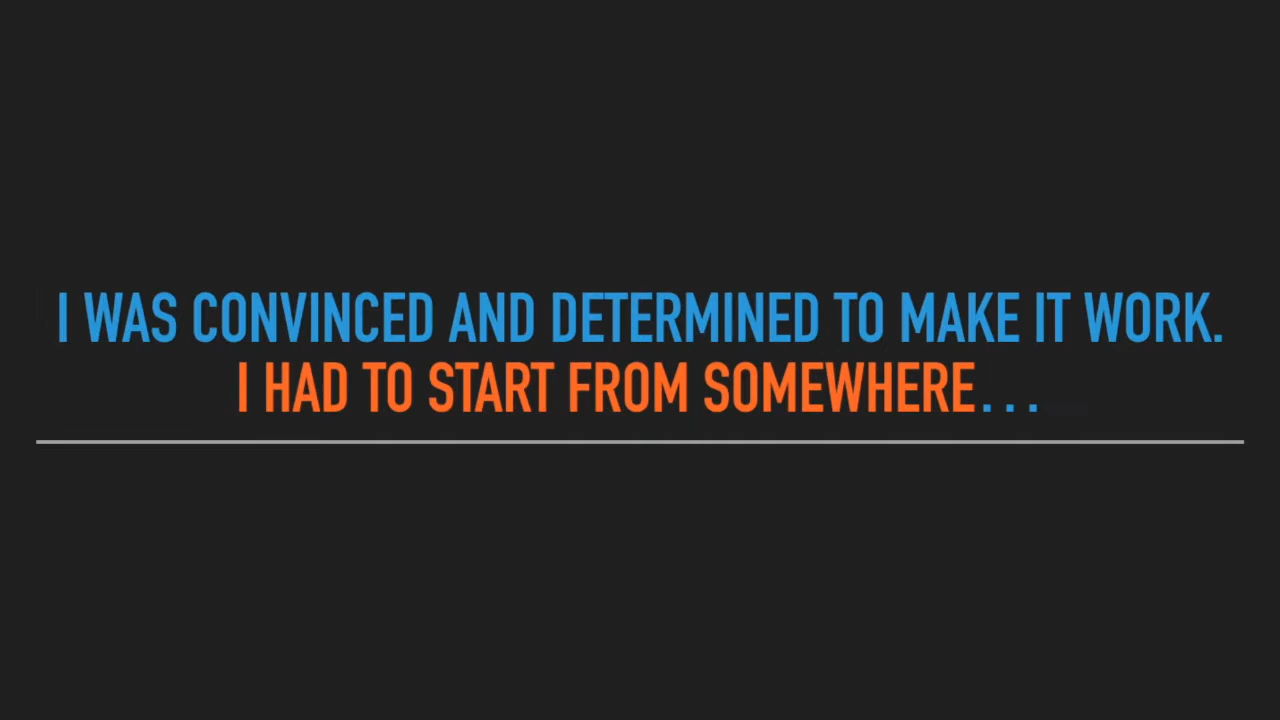 I WAS CONVINCED AND DETERMINED TO MAKE IT WORK.
I HAD TO START FROM SOMEWHERE...